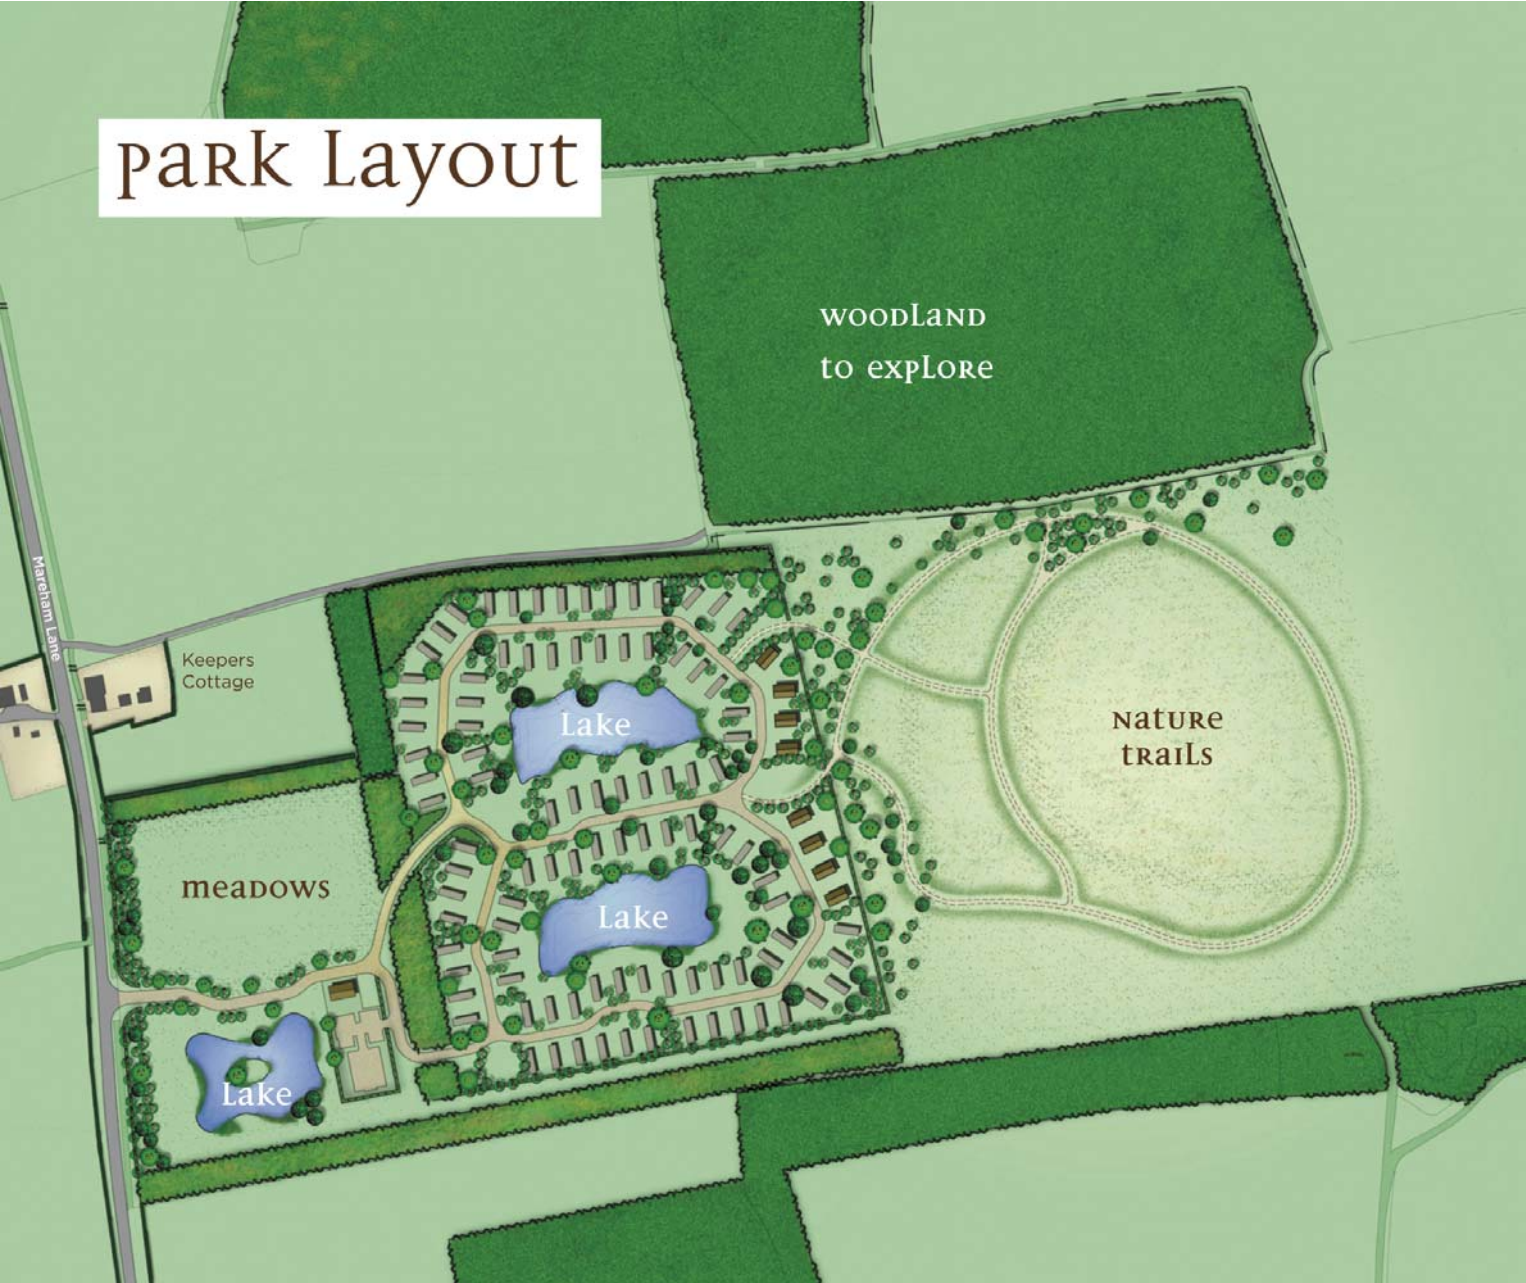 park Layout
woodland
to explore
Mareham Lane
Keepers
Cottage
Lake
nature
trails
meadows
Lake
Lake